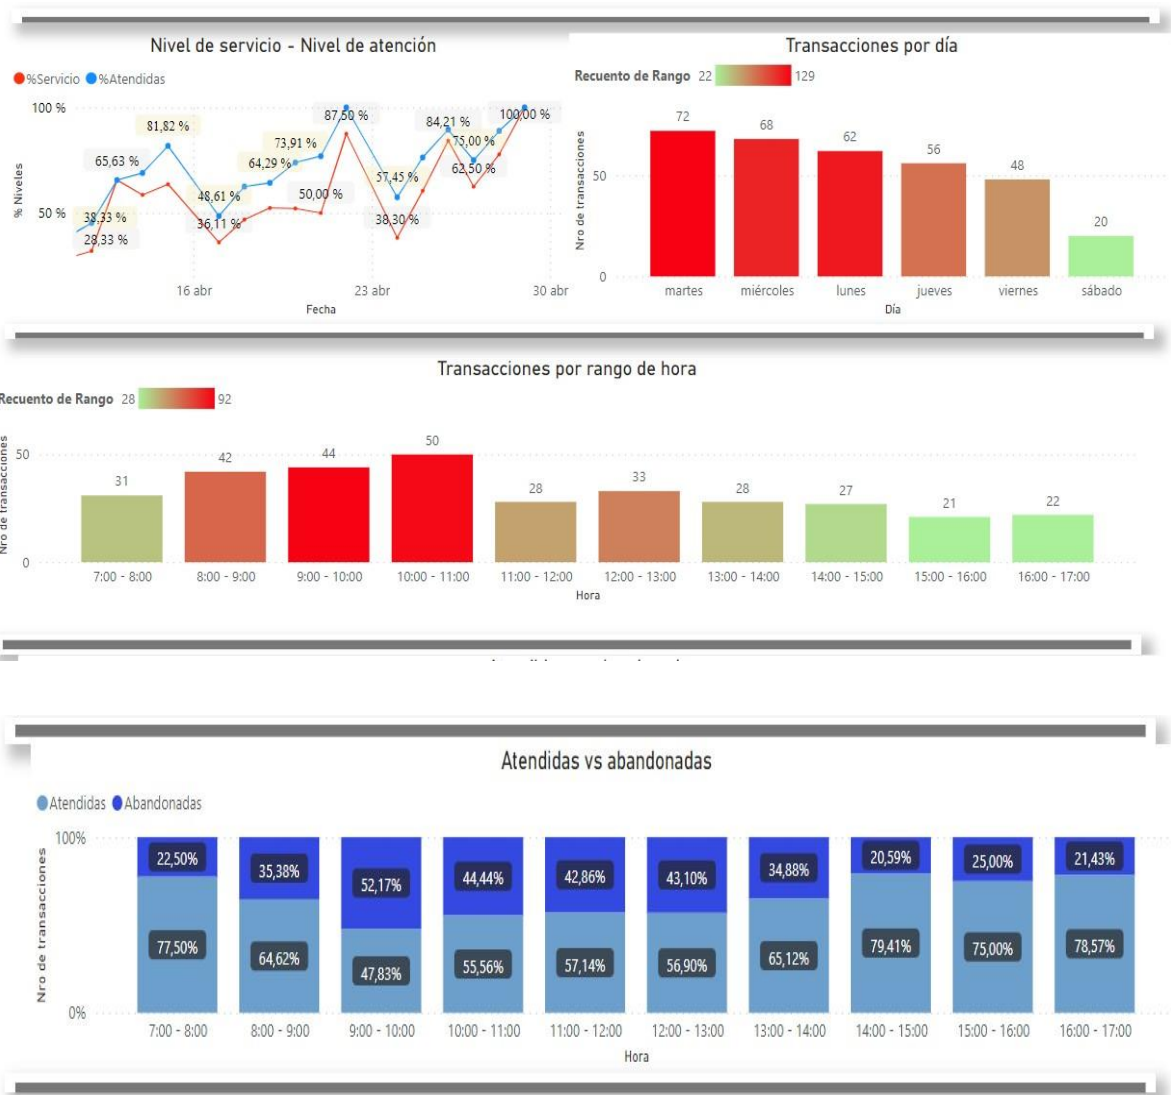 Nivel de servicio - Nivel de atención
%Servicio %Atendidas
100 %
50 %
% Niveles
38,33 %
28,33 %
65,63 %
81,82 %
48,61 %
36,11 %
64,29 %
73,91 %
50,00 %
87,50 %
57,45 %
38,30 %
84,21 %
75,00 %
62,50 %
100,00 %
16 abr 23 abr 30 abr
Fecha
Transacciones por día
Recuento de Rango 22 129
Nro de transacciones
50
0
72 68 62 56 48 20
martes miércoles lunes jueves viernes sábado
Día
Transacciones por rango de hora
Recuento de Rango 28 92
Nro de transacciones
50
0
31 42 44 50 28 33 28 27 21 22
7:00 - 8:00 8:00 - 9:00 9:00 - 10:00 10:00 - 11:00 11:00 - 12:00 12:00 - 13:00 13:00 - 14:00 14:00 - 15:00 15:00 - 16:00 16:00 - 17:00
Hora
Atendidas vs abandonadas
Atendidas Abandonadas
Nro de transacciones
100%
0%
22,50% 35,38% 52,17% 44,44% 42,86% 43,10% 34,88% 20,59% 25,00% 21,43%
77,50% 64,62% 47,83% 55,56% 57,14% 56,90% 65,12% 79,41% 75,00% 78,57%
7:00 - 8:00 8:00 - 9:00 9:00 - 10:00 10:00 - 11:00 11:00 - 12:00 12:00 - 13:00 13:00 - 14:00 14:00 - 15:00 15:00 - 16:00 16:00 - 17:00
Hora